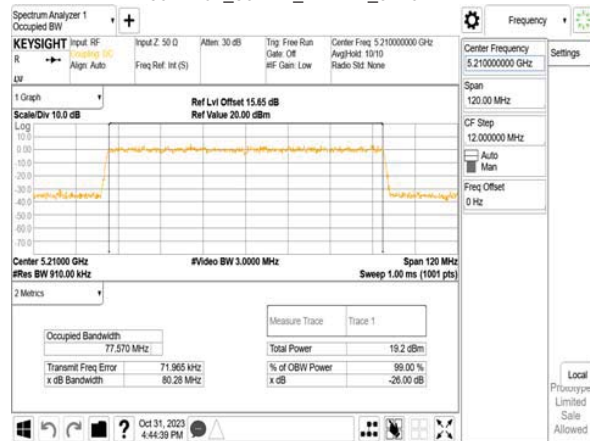 Spectrum Analyzer 1
Occupied BW
+
Frequency
KEYSIGHT
R
LXI
Input: RF
Coupling: DC
Align: Auto
Input Z: 50 Ω
Freq Ref: Int (S)
Atten: 30 dB
Trig: Free Run
Gate: Off
#IF Gain: Low
Center Freq: 5.210000000 GHz
Avg|Hold: 10/10
Radio Std: None
Center Frequency
5.210000000 GHz
Settings
Span
120.00 MHz
CF Step
12.000000 MHz
Auto
Man
Freq Offset
0 Hz
1 Graph
Scale/Div 10.0 dB
Ref Lvl Offset 15.65 dB
Ref Value 20.00 dBm
Log
10.0
0.00
-10.0
-20.0
-30.0
-40.0
-50.0
-60.0
-70.0
Center 5.21000 GHz
#Res BW 910.00 kHz
#Video BW 3.0000 MHz
Span 120 MHz
Sweep 1.00 ms (1001 pts)
2 Metrics
Measure Trace
Trace 1
Occupied Bandwidth
77.570 MHz
Total Power
19.2 dBm
Transmit Freq Error
71.965 kHz
% of OBW Power
99.00 %
x dB Bandwidth
80.28 MHz
x dB
-26.00 dB
Local
Prototype
Limited
Sale
Allowed
?
Oct 31, 2023
4:44:39 PM